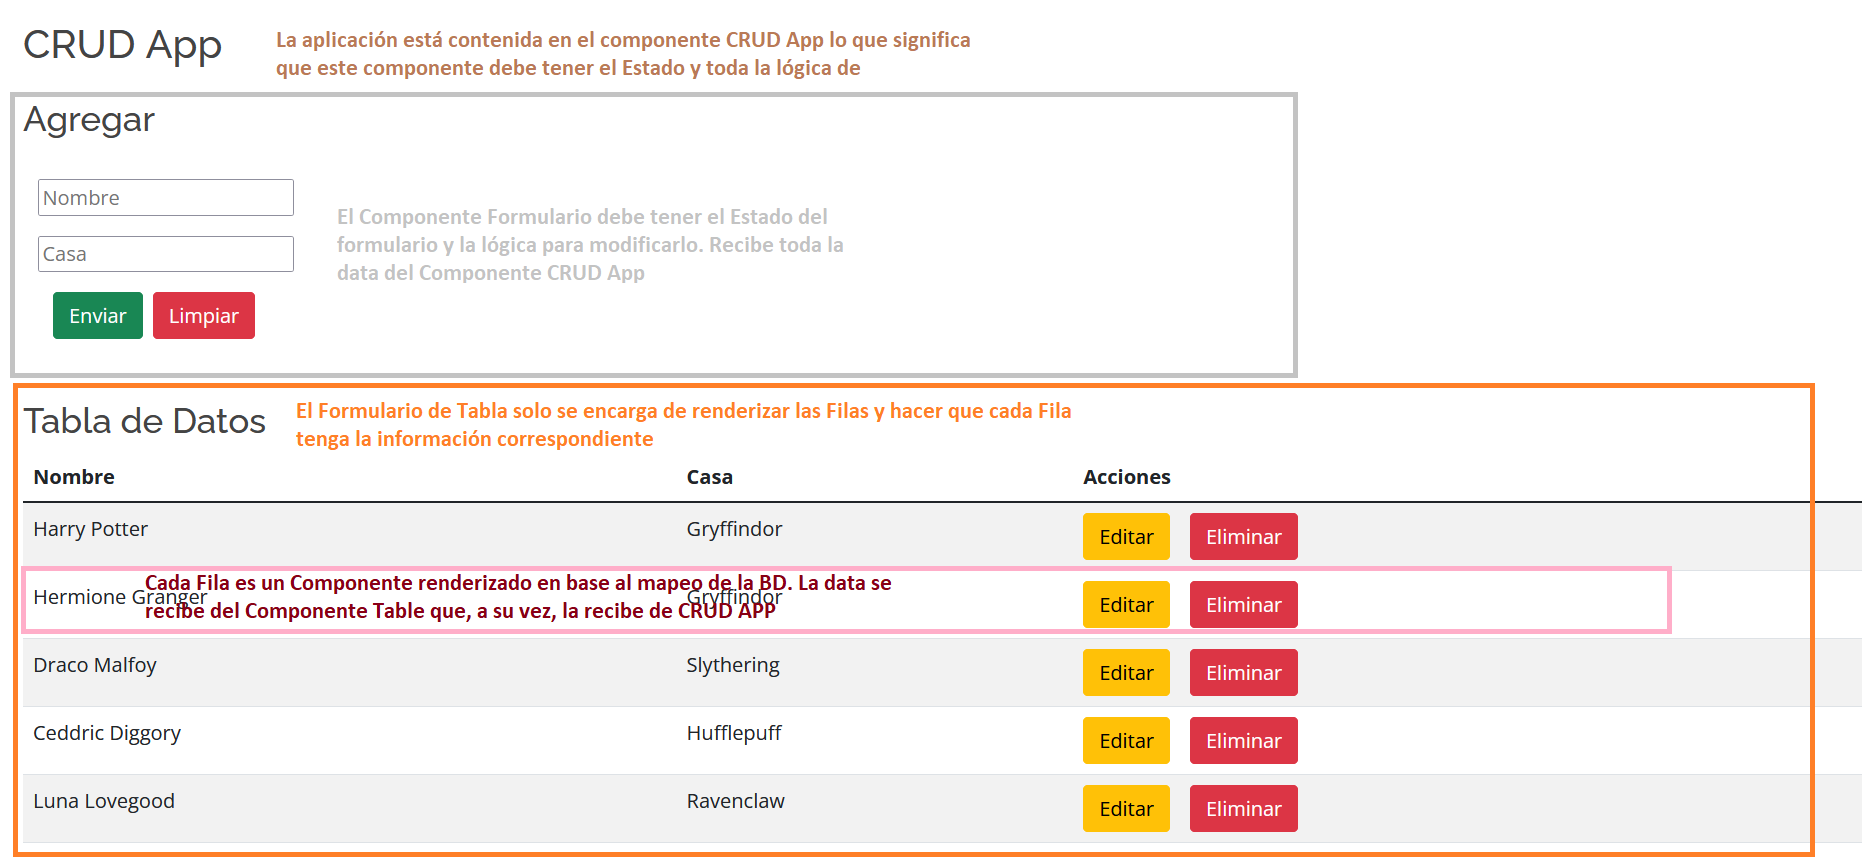 CRUD App
La aplicación está contenida en el componente CRUD App lo que significa
que este componente debe tener el Estado y toda la lógica de
Agregar
Nombre
Casa
El Componente Formulario debe tener el Estado del
formulario y la lógica para modificarlo. Recibe toda la
data del Componente CRUD App
Enviar Limpiar
Tabla de Datos
El Formulario de Tabla solo se encarga de renderizar las Filas y hacer que cada Fila
tenga la información correspondiente
Nombre Casa Acciones
Harry Potter Gryffindor Editar Eliminar
Cada Fila es un Componente renderizado en base al mapeo de la BD. La data se
recibe del Componente Table que, a su vez, la recibe de CRUD APP
Hermione Granger Gryffindor Editar Eliminar
Draco Malfoy Slythering Editar Eliminar
Ceddric Diggory Hufflepuff Editar Eliminar
Luna Lovegood Ravenclaw Editar Eliminar